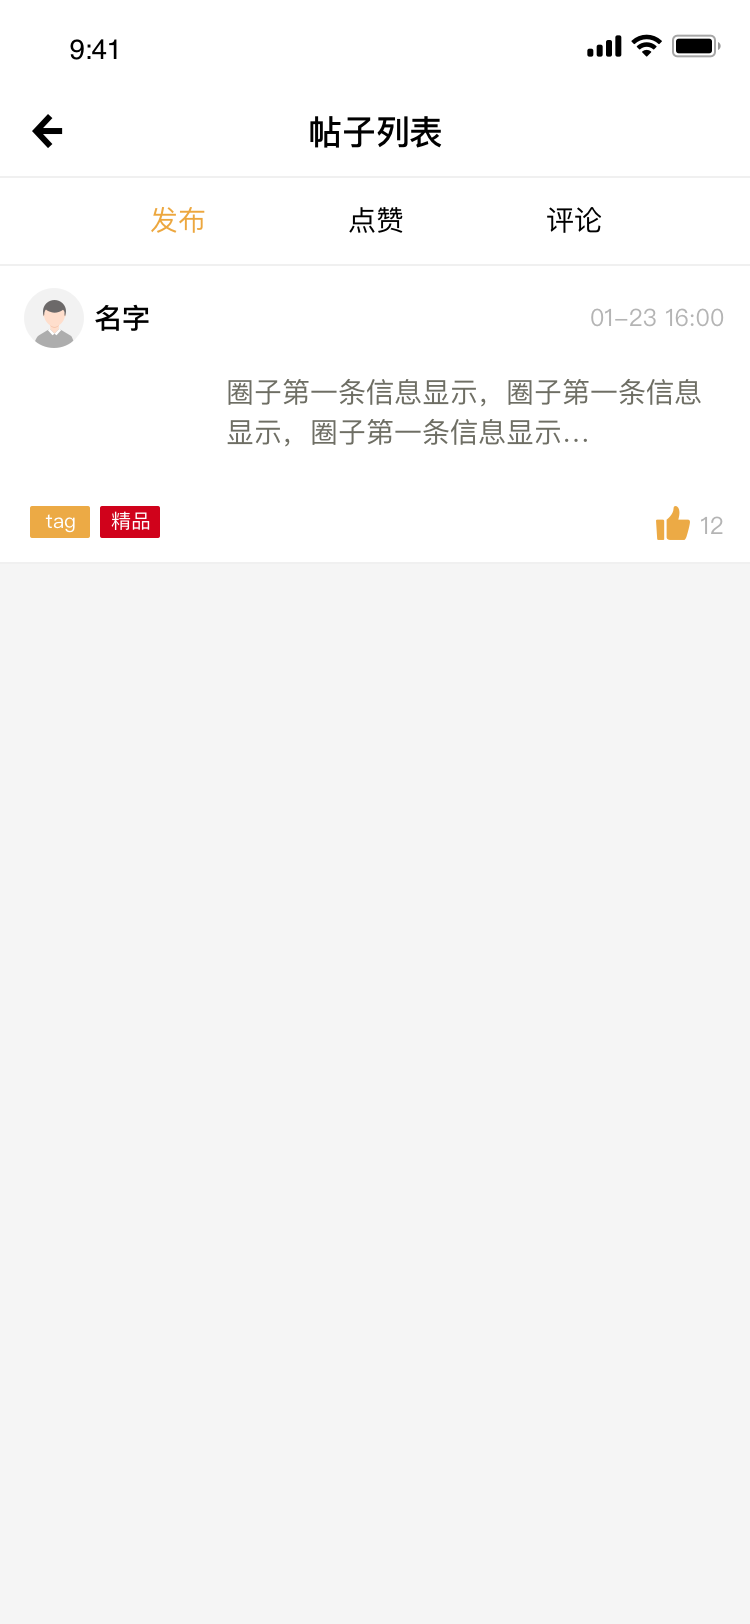 9:41
帖子列表
发布 点赞 评论
名字 01-23 16:00
圈子第一条信息显示，圈子第一条信息
显示，圈子第一条信息显示...
tag 精品 12